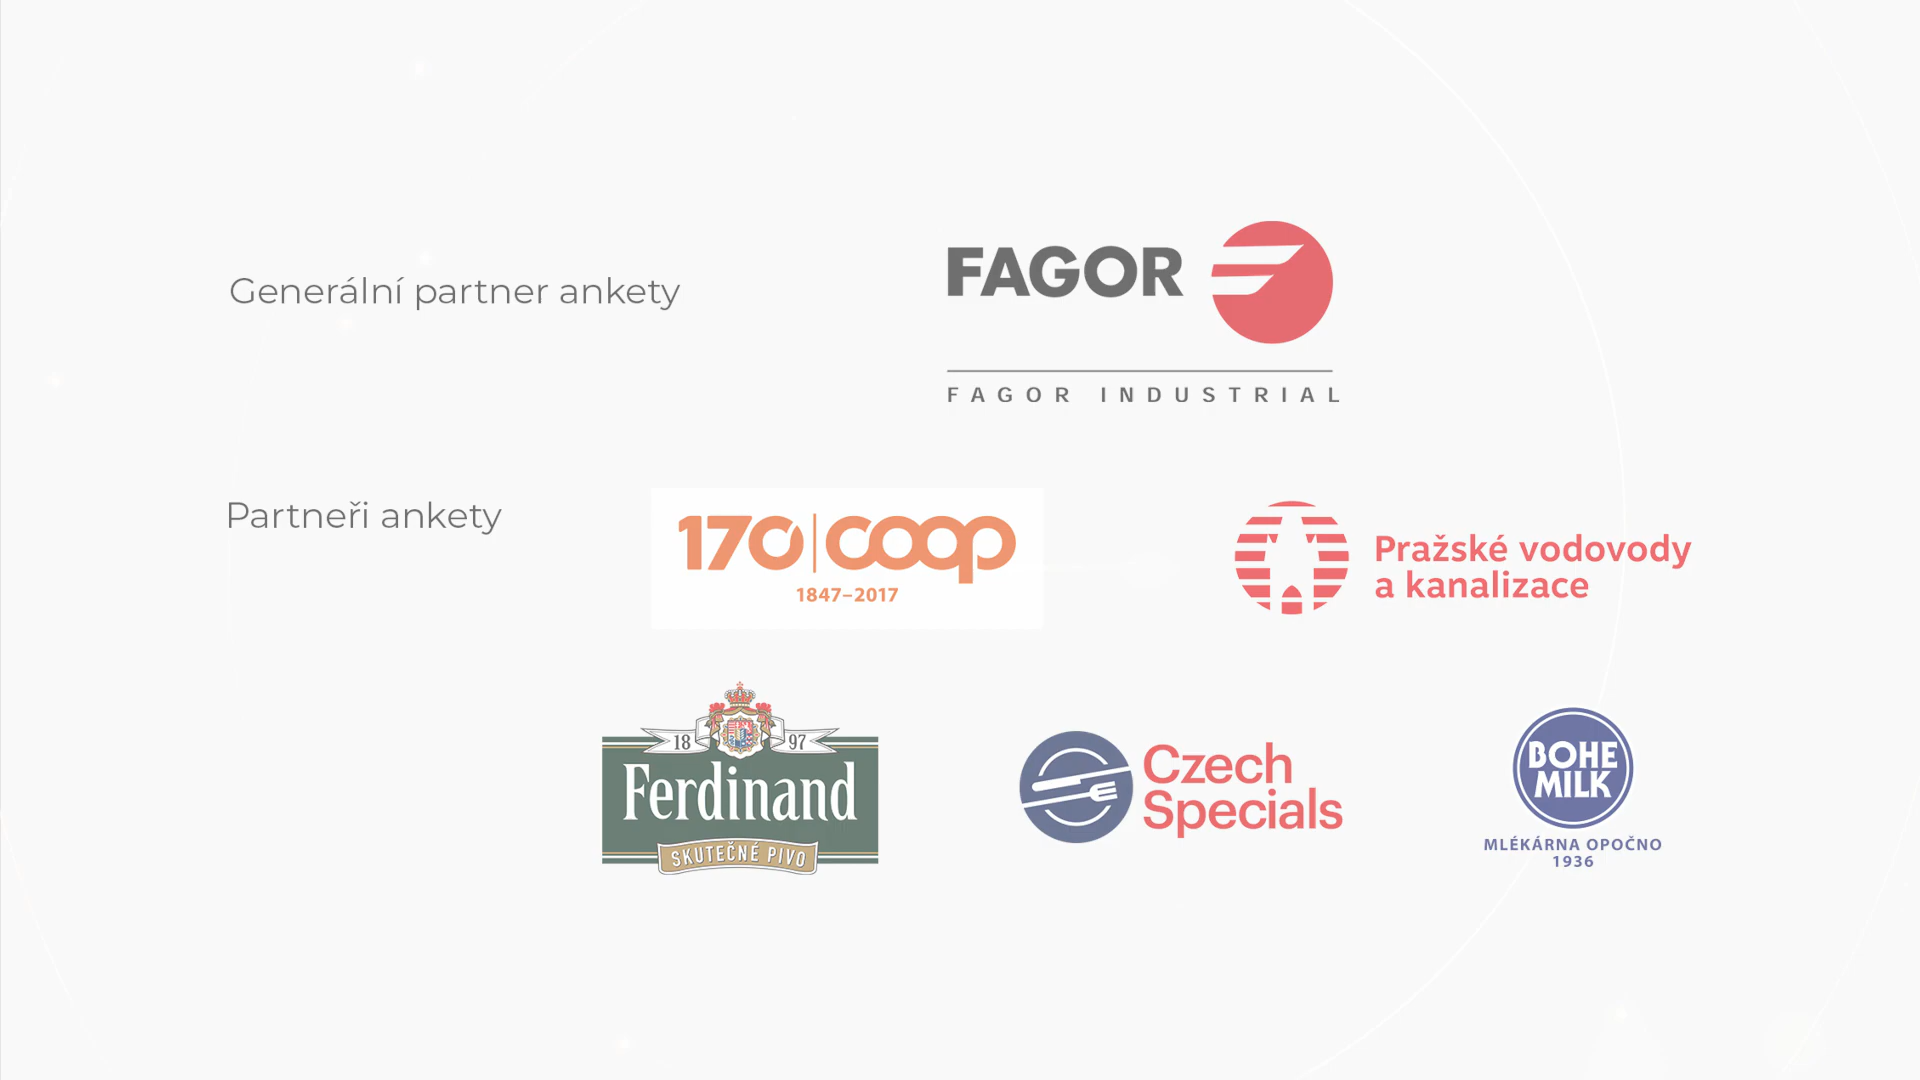 Generální partner ankety
FAGOR
FAGOR INDUSTRIAL
Partneři ankety
170 coop
1847–2017
Pražské vodovody
a kanalizace
18 97
Ferdinand
SKUTEČNÉ PIVO
Czech
Specials
BOHE
MILK
MLÉKÁRNA OPOČNO
1936